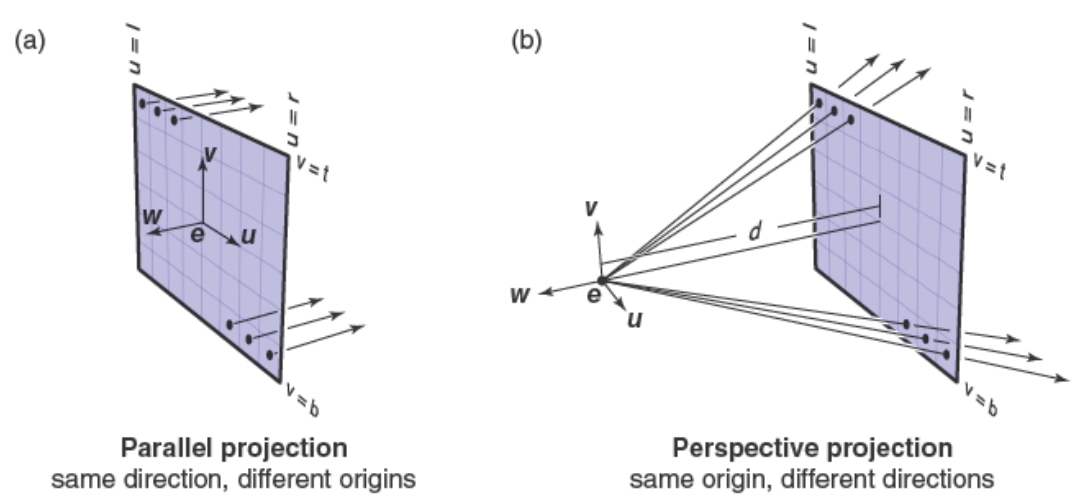 (a)
u = l
u = r
v = t
v
w
e
u
v = b
Parallel projection
same direction, different origins
(b)
u = l
u = r
v = t
v
d
w
e
u
v = b
Perspective projection
same origin, different directions